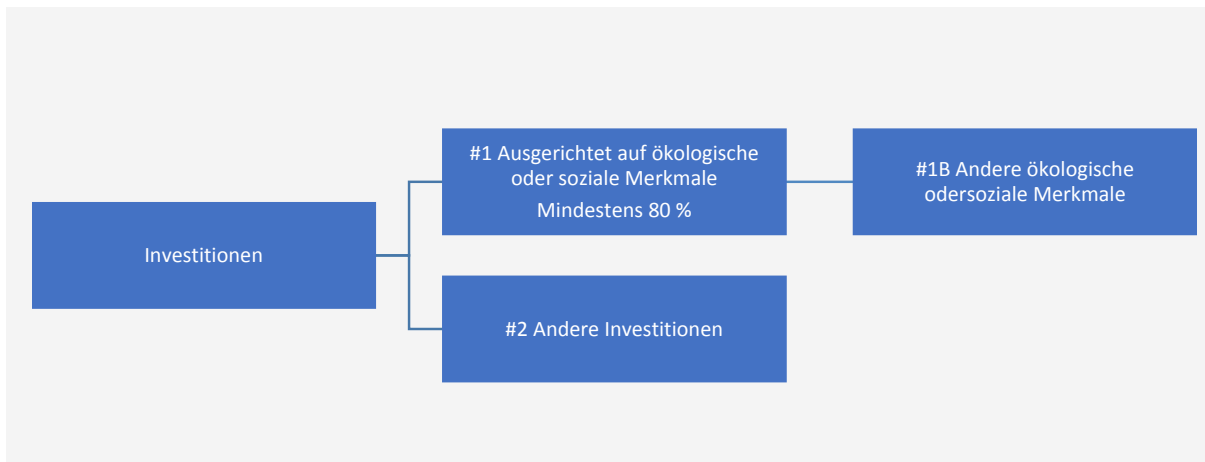 #1 Ausgerichtet auf ökologische
oder soziale Merkmale
Mindestens 80 %
#1B Andere ökologische
odersoziale Merkmale
Investitionen
#2 Andere Investitionen